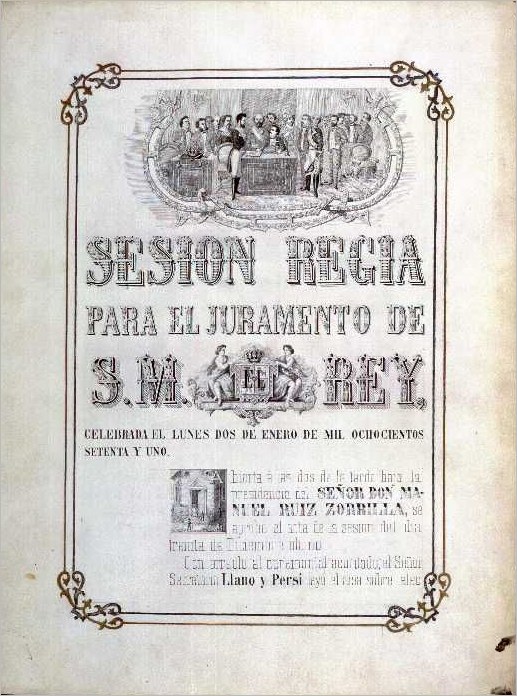 SESION REGIA
PARA EL JURAMENTO DE
S.M. EL REY,
CELEBRADA EL LUNES DOS DE ENERO DE MIL OCHOCIENTOS
SETENTA Y UNO.
Abierta a las dos de la tarde bajo la
presidencia del SEÑOR DON MA-
NUEL RUIZ ZORRILLA, se
aprobó el acta de la sesion del dia
treinta de Diciembre último.
Con arreglo al ceremonial acordado, el Señor
Secretario Llano y Persi leyó el